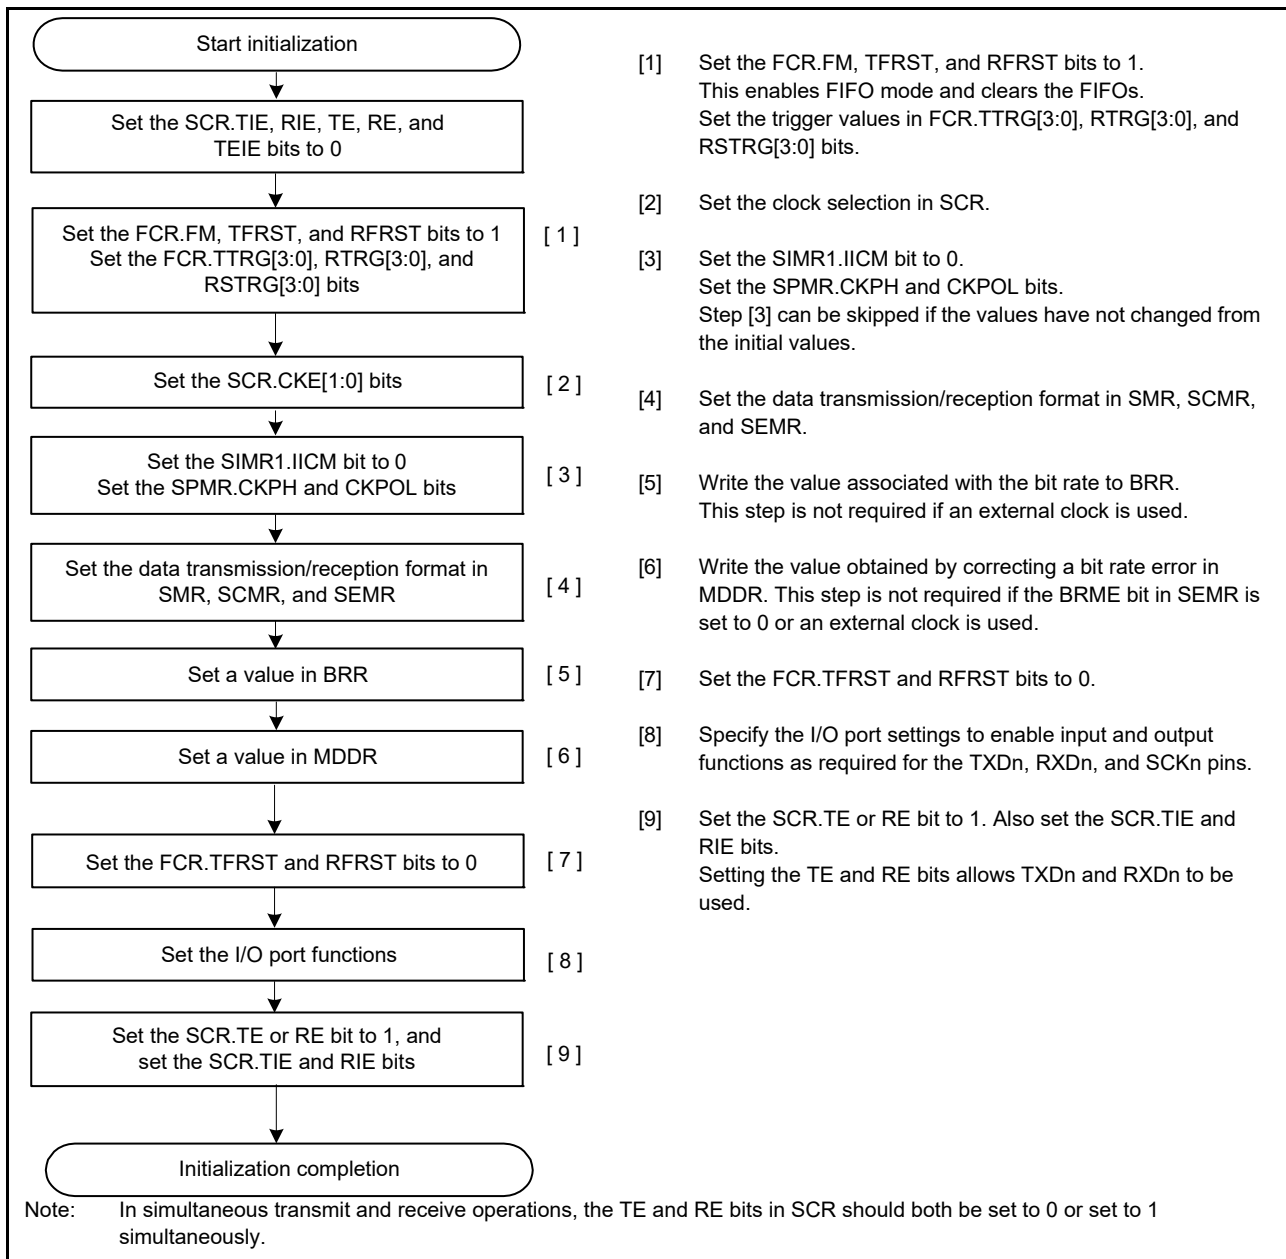 Start initialization
Set the SCR.TIE, RIE, TE, RE, and
TEIE bits to 0
Set the FCR.FM, TFRST, and RFRST bits to 1
Set the FCR.TTRG[3:0], RTRG[3:0], and
RSTRG[3:0] bits
[ 1 ]
Set the SCR.CKE[1:0] bits
[ 2 ]
Set the SIMR1.IICM bit to 0
Set the SPMR.CKPH and CKPOL bits
[ 3 ]
Set the data transmission/reception format in
SMR, SCMR, and SEMR
[ 4 ]
Set a value in BRR
[ 5 ]
Set a value in MDDR
[ 6 ]
Set the FCR.TFRST and RFRST bits to 0
[ 7 ]
Set the I/O port functions
[ 8 ]
Set the SCR.TE or RE bit to 1, and
set the SCR.TIE and RIE bits
[ 9 ]
Initialization completion
[1] Set the FCR.FM, TFRST, and RFRST bits to 1.
This enables FIFO mode and clears the FIFOs.
Set the trigger values in FCR.TTRG[3:0], RTRG[3:0], and
RSTRG[3:0] bits.
[2] Set the clock selection in SCR.
[3] Set the SIMR1.IICM bit to 0.
Set the SPMR.CKPH and CKPOL bits.
Step [3] can be skipped if the values have not changed from
the initial values.
[4] Set the data transmission/reception format in SMR, SCMR,
and SEMR.
[5] Write the value associated with the bit rate to BRR.
This step is not required if an external clock is used.
[6] Write the value obtained by correcting a bit rate error in
MDDR. This step is not required if the BRME bit in SEMR is
set to 0 or an external clock is used.
[7] Set the FCR.TFRST and RFRST bits to 0.
[8] Specify the I/O port settings to enable input and output
functions as required for the TXDn, RXDn, and SCKn pins.
[9] Set the SCR.TE or RE bit to 1. Also set the SCR.TIE and
RIE bits.
Setting the TE and RE bits allows TXDn and RXDn to be
used.
Note: In simultaneous transmit and receive operations, the TE and RE bits in SCR should both be set to 0 or set to 1
simultaneously.